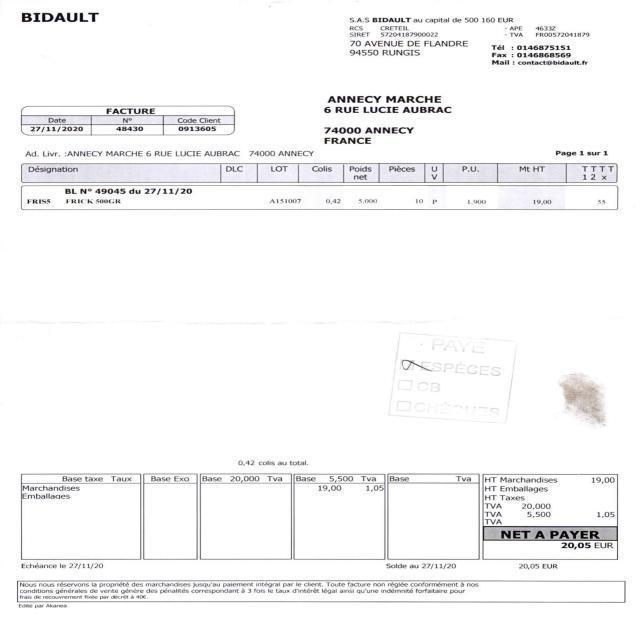 BIDAULT
S.A.S BIDAULT au capital de 500 160 EUR
RCS CRETEIL - APE 4633Z
SIRET 57204187900022 - TVA FR00572041879
70 AVENUE DE FLANDRE
94550 RUNGIS
Tél : 0146875151
Fax : 0146868569
Mail : contact@bidault.fr
FACTURE
Date N° Code Client
27/11/2020 48430 0913605
ANNECY MARCHE
6 RUE LUCIE AUBRAC
74000 ANNECY
FRANCE
Ad. Livr. :ANNECY MARCHE 6 RUE LUCIE AUBRAC 74000 ANNECY Page 1 sur 1
Désignation DLC LOT Colis Poids net Pièces U V P.U. Mt HT T T T T 1 2 x
BL N° 49045 du 27/11/20
FRIS5 FRICK 500GR A151007 0,42 5,000 10 P 1,900 19,00 55
PAYE
ESPÈCES
CB
CHÈQUES
0,42 colis au total.
Base taxe Taux Base Exo Base 20,000 Tva Base 5,500 Tva Base Tva HT Marchandises 19,00
Marchandises 19,00 1,05 HT Emballages
Emballages HT Taxes
TVA 20,000
TVA 5,500 1,05
TVA
NET A PAYER
20,05 EUR
Echéance le 27/11/20 Solde au 27/11/20 20,05 EUR
Nous nous réservons la propriété des marchandises jusqu'au paiement intégral par le client. Toute facture non réglée conformément à nos
conditions générales de vente génère des pénalités correspondant à 3 fois le taux d'intérêt légal ainsi qu'une indemnité forfaitaire pour
frais de recouvrement fixée par décrèt à 40€.
Edité par Akanea